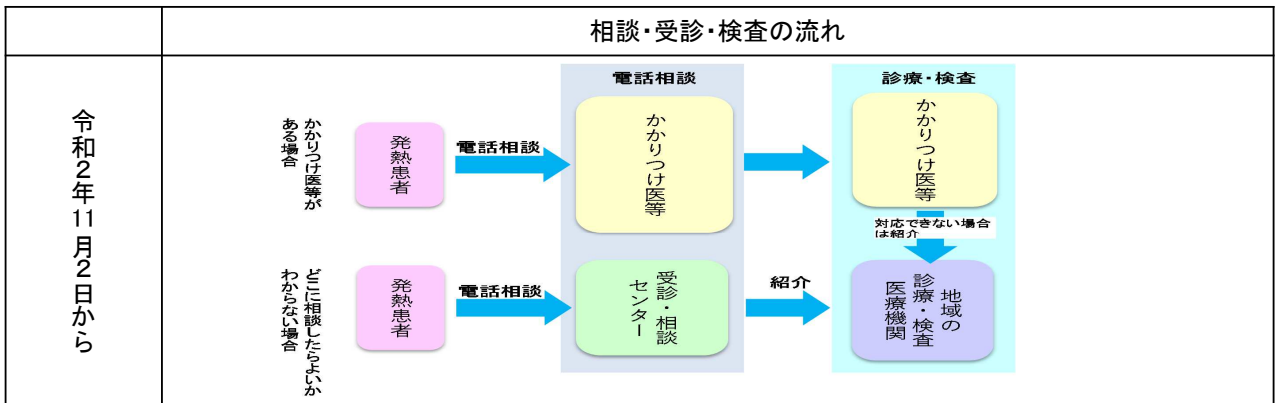 相談・受診・検査の流れ
令和2年11月2日から
電話相談
診療・検査
かかりつけ医等が
ある場合
発熱患者
電話相談
かかりつけ医等
かかりつけ医等
対応できない場合
は紹介
どこに相談したらよいか
わからない場合
発熱患者
電話相談
受診・相談
センター
紹介
地域の
診療・検査
医療機関